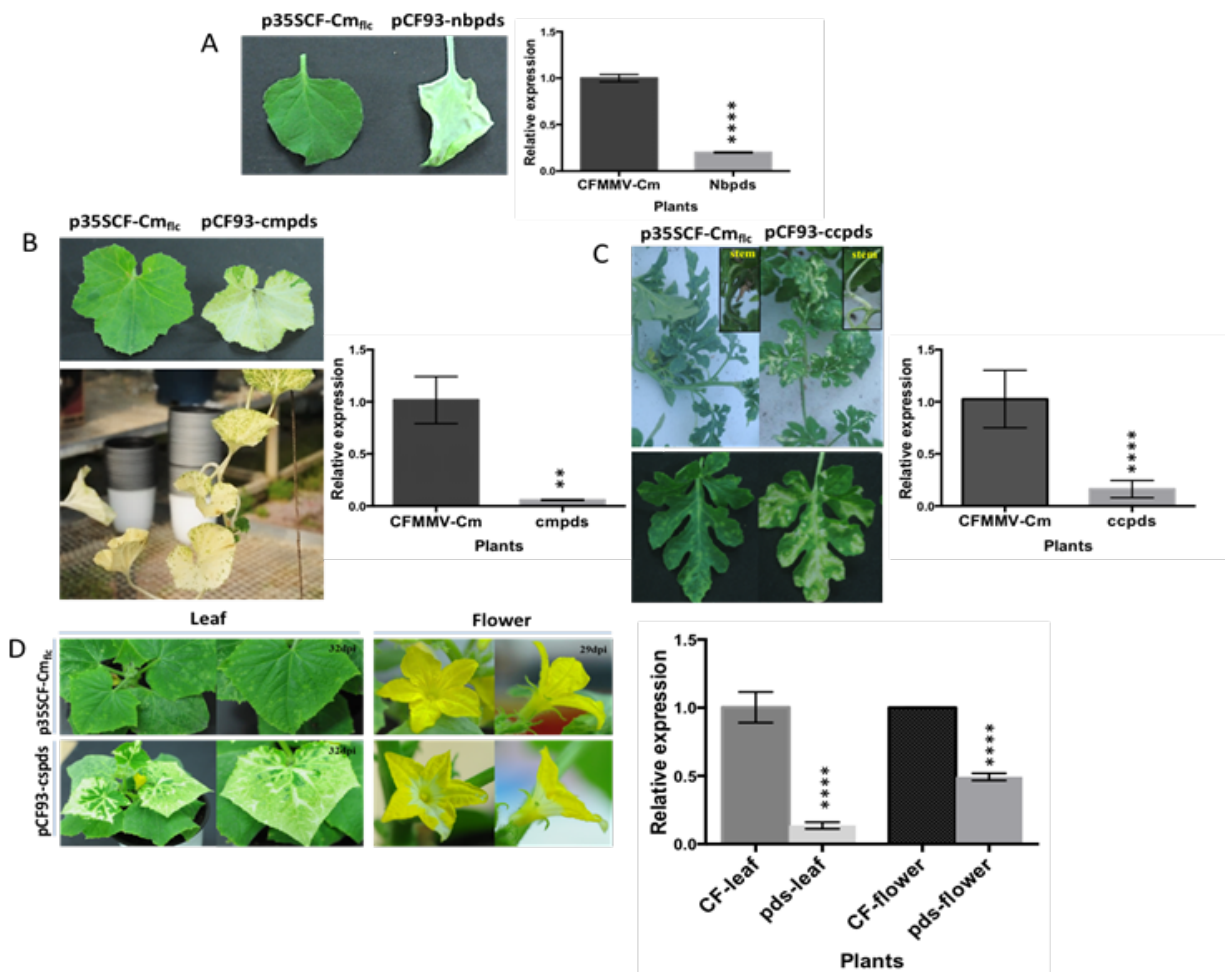 A
p35SCF-Cmflc pCF93-nbpds
Relative expression
1.5
1.0
0.5
0.0
****
CFMMV-Cm Nbpds
Plants
B
p35SCF-Cmflc pCF93-cmpds
Relative expression
1.5
1.0
0.5
0.0
**
CFMMV-Cm cmpds
Plants
C
p35SCF-Cmflc pCF93-ccpds
stem stem
Relative expression
1.5
1.0
0.5
0.0
****
CFMMV-Cm ccpds
Plants
D
Leaf Flower
p35SCF-Cmflc
32dpi
29dpi
pCF93-cspds
32dpi
Relative expression
1.5
1.0
0.5
0.0
****
****
CF-leaf
pds-leaf
CF-flower
pds-flower
Plants